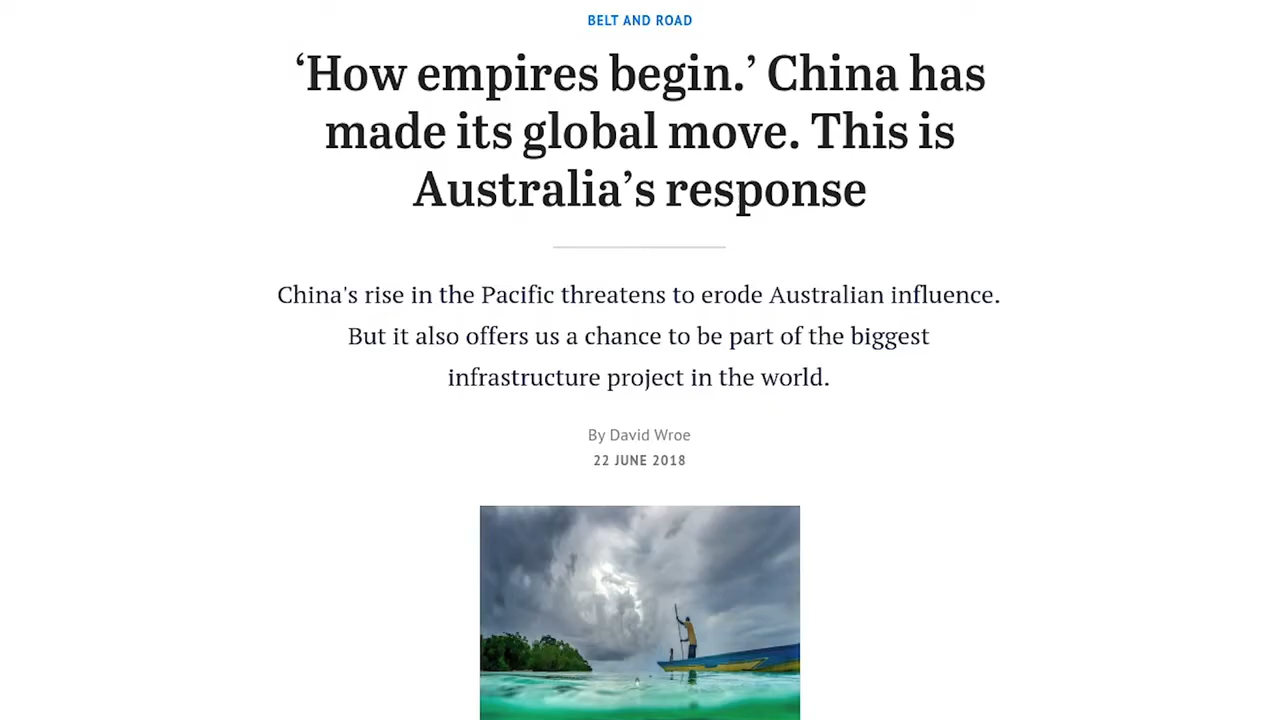 BELT AND ROAD
‘How empires begin.’ China has
made its global move. This is
Australia’s response
China's rise in the Pacific threatens to erode Australian influence.
But it also offers us a chance to be part of the biggest
infrastructure project in the world.
By David Wroe
22 JUNE 2018